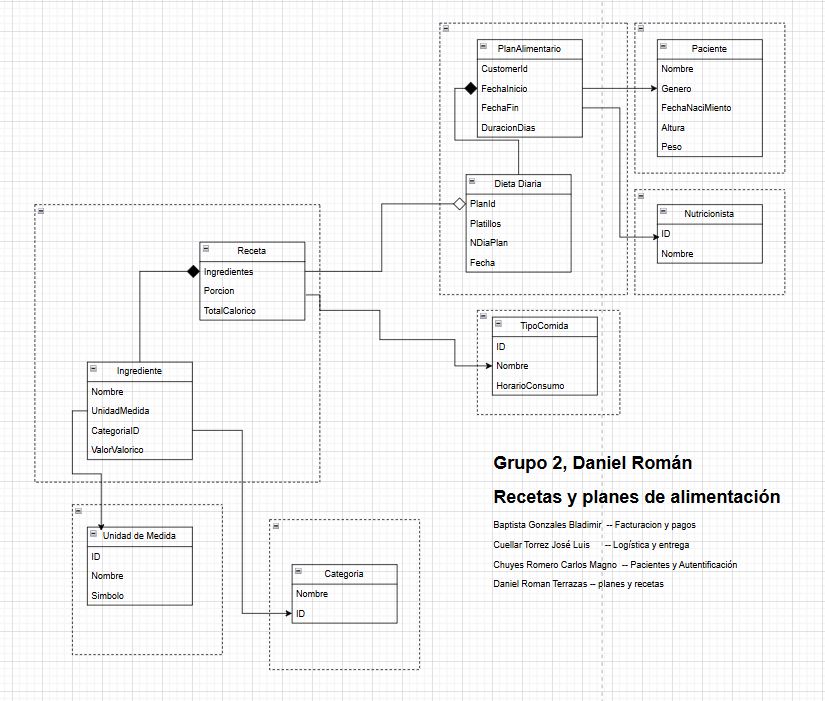 PlanAlimentario
CustomerId
FechaInicio
FechaFin
DuracionDias
Paciente
Nombre
Genero
FechaNaciMiento
Altura
Peso
Dieta Diaria
PlanId
Platillos
NDiaPlan
Fecha
Nutricionista
ID
Nombre
Receta
Ingredientes
Porcion
TotalCalorico
TipoComida
ID
Nombre
HorarioConsumo
Ingrediente
Nombre
UnidadMedida
CategoriaID
ValorValorico
Unidad de Medida
ID
Nombre
Simbolo
Categoria
Nombre
ID
Grupo 2, Daniel Román
Recetas y planes de alimentación
Baptista Gonzales Bladimir -- Facturacion y pagos
Cuellar Torrez José Luis -- Logística y entrega
Chuyes Romero Carlos Magno -- Pacientes y Autentificación
Daniel Roman Terrazas -- planes y recetas